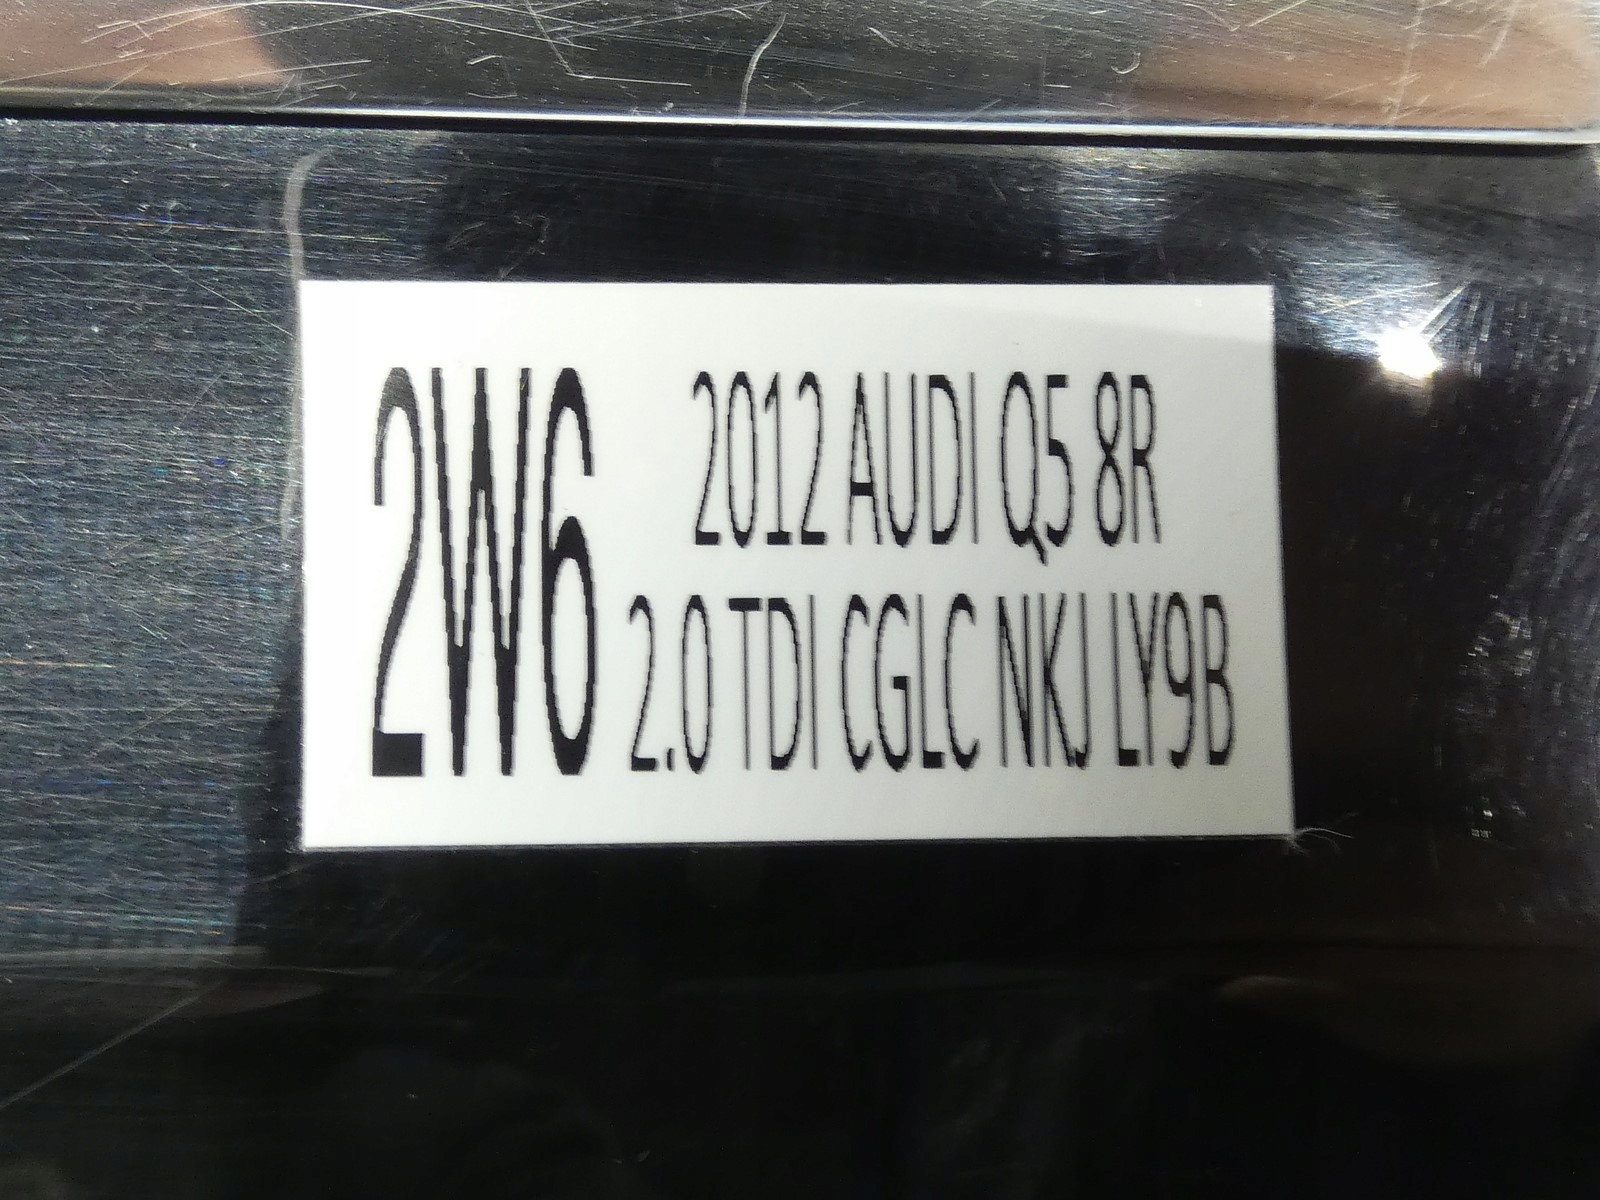 2W6
2012 AUDI Q5 8R
2.0 TDI CGLC NKJ LY9B